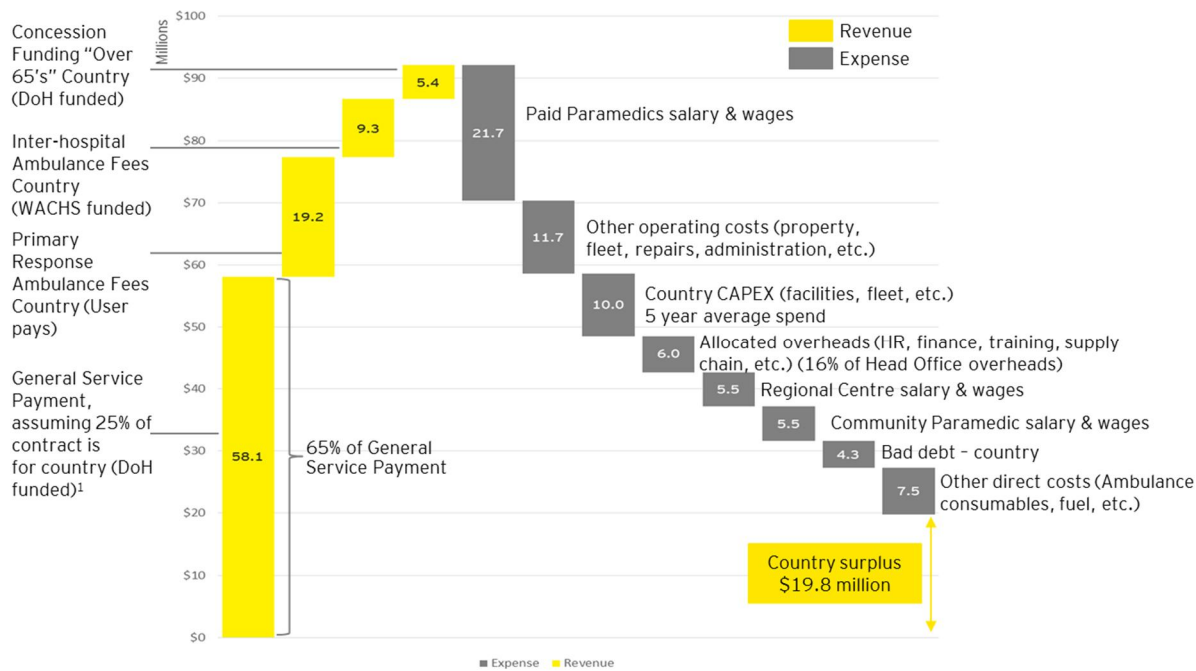 Concession
Funding “Over
65’s” Country
(DoH funded)
Inter-hospital
Ambulance Fees
Country
(WACHS funded)
Primary
Response
Ambulance Fees
Country (User
pays)
General Service
Payment,
assuming 25% of
contract is
for country (DoH
funded)¹
Millions
$100
$90
$80
$70
$60
$50
$40
$30
$20
$10
$0
58.1
65% of General
Service Payment
19.2
9.3
5.4
Revenue
Expense
21.7
Paid Paramedics salary & wages
11.7
Other operating costs (property,
fleet, repairs, administration, etc.)
10.0
Country CAPEX (facilities, fleet, etc.)
5 year average spend
6.0
Allocated overheads (HR, finance, training, supply
chain, etc.) (16% of Head Office overheads)
5.5
Regional Centre salary & wages
5.5
Community Paramedic salary & wages
4.3
Bad debt – country
7.5
Other direct costs (Ambulance
consumables, fuel, etc.)
Country surplus
$19.8 million
Expense Revenue